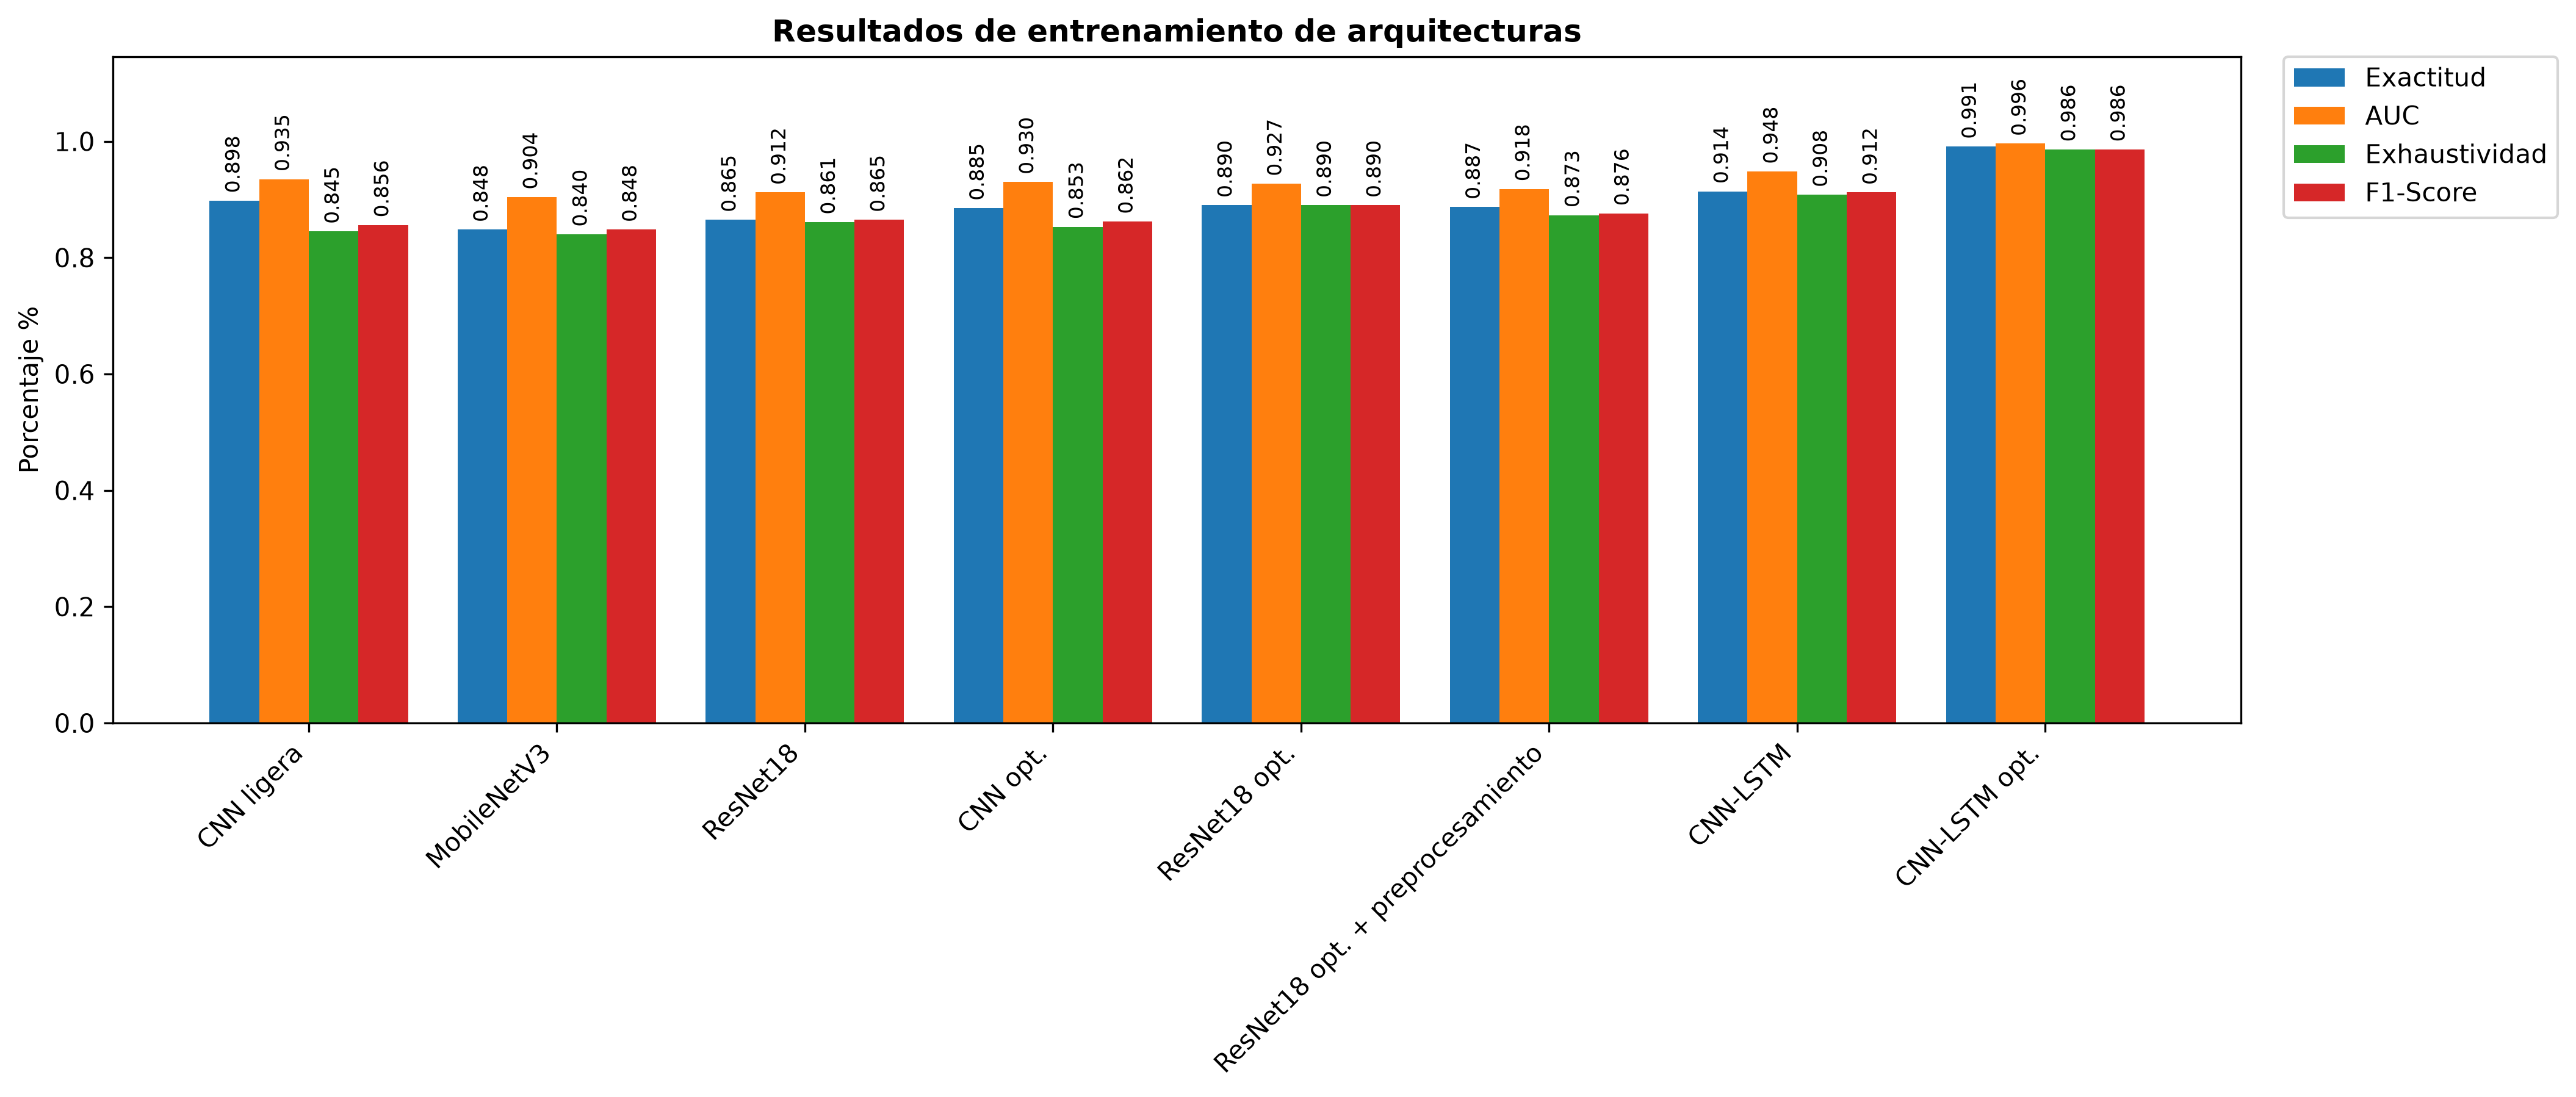 Resultados de entrenamiento de arquitecturas
Exactitud
AUC
Exhaustividad
F1-Score
Porcentaje %
1.0
0.8
0.6
0.4
0.2
0.0
0.898
0.935
0.845
0.856
0.848
0.904
0.840
0.848
0.865
0.912
0.861
0.865
0.885
0.930
0.853
0.862
0.890
0.927
0.890
0.890
0.887
0.918
0.873
0.876
0.914
0.948
0.908
0.912
0.991
0.996
0.986
0.986
CNN ligera
MobileNetV3
ResNet18
CNN opt.
ResNet18 opt.
ResNet18 opt. + preprocesamiento
CNN-LSTM
CNN-LSTM opt.